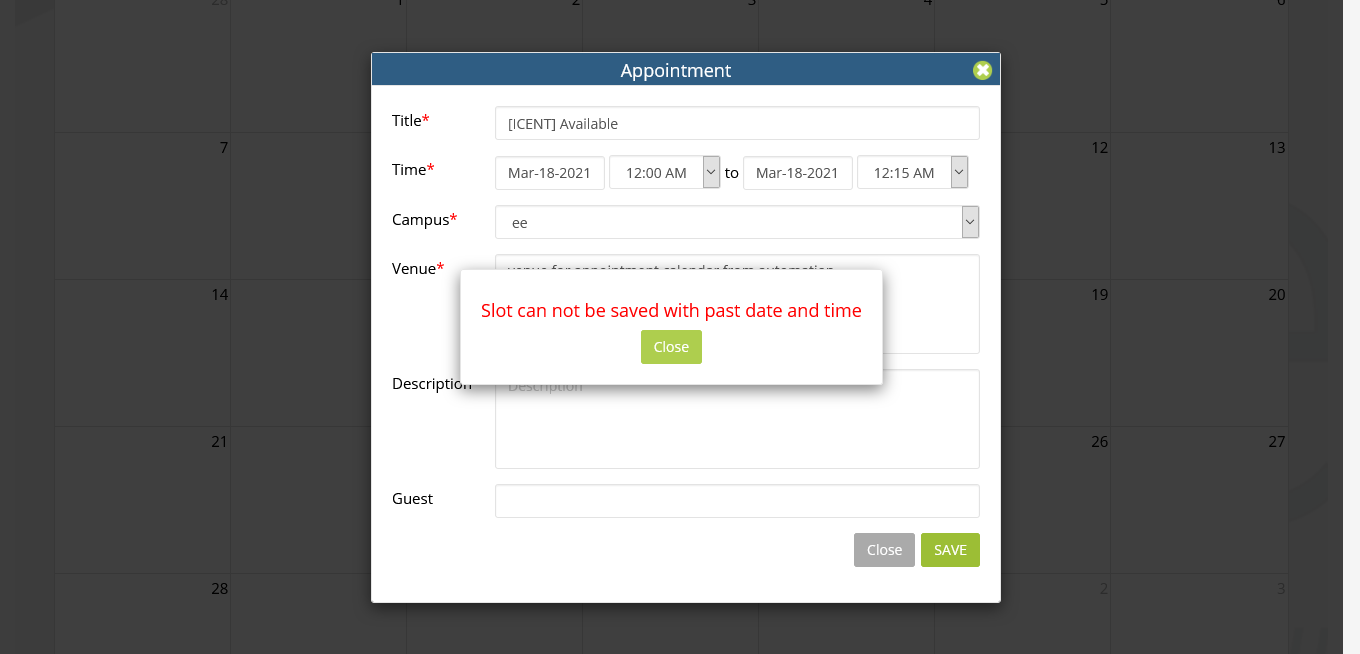 28 1 2 3 4 5 6
Appointment
Title* [ICENT] Available
7 12 13
Time* Mar-18-2021 12:00 AM to Mar-18-2021 12:15 AM
Campus* ee
Venue* venue for appointment calendar from automation
14 19 20
Slot can not be saved with past date and time
Close
Description Description
21 26 27
Guest
Close SAVE
28 2 3